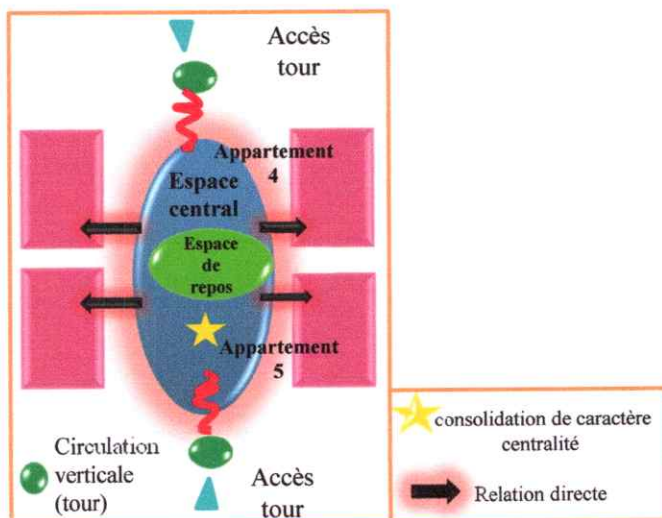 Accès
tour
Appartement
4
Espace
central
Espace
de
repos
Appartement
5
Circulation
verticale
(tour)
Accès
tour
consolidation de caractère
centralité
Relation directe